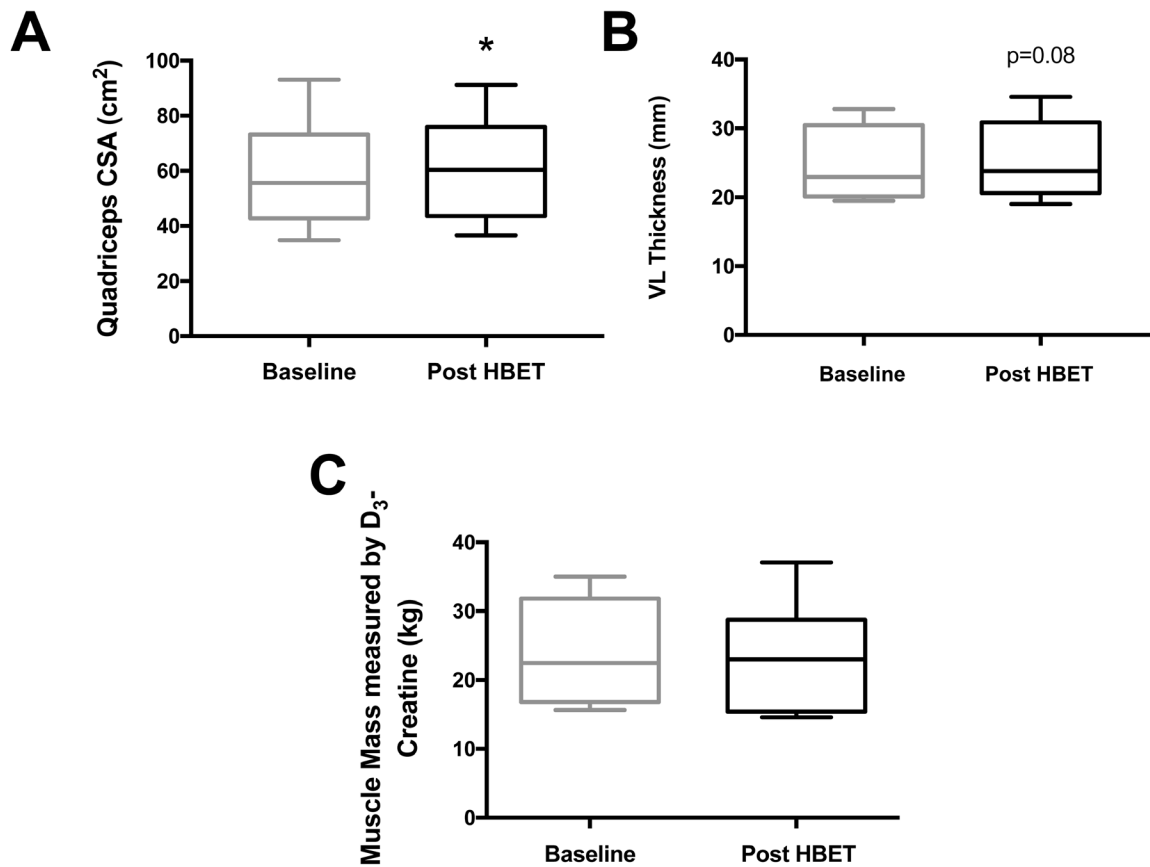 A
Quadriceps CSA (cm²)
100
80
60
40
20
0
*
Baseline
Post HBET
B
VL Thickness (mm)
40
30
20
10
0
p=0.08
Baseline
Post HBET
C
Muscle Mass measured by D₃-
Creatine (kg)
40
30
20
10
0
Baseline
Post HBET